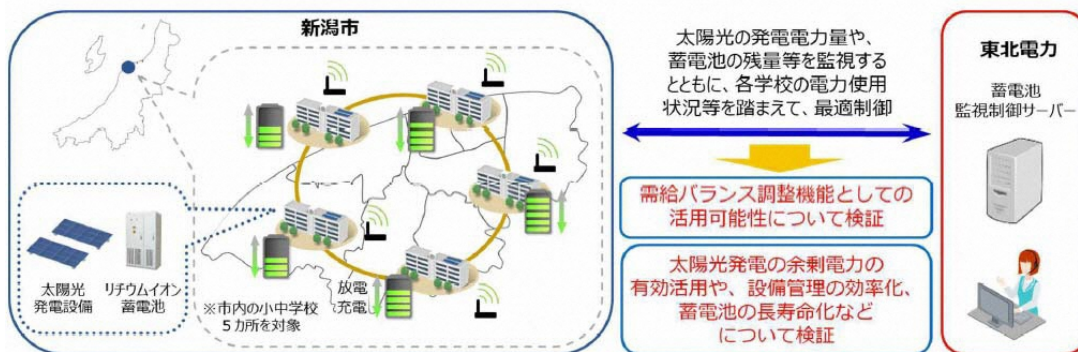 新潟市
太陽光
発電設備
リチウムイオン
蓄電池
※市内の小中学校
5カ所を対象
放電
充電
太陽光の発電電力量や、
蓄電池の残量等を監視する
とともに、各学校の電力使用
状況等を踏まえて、最適制御
需給バランス調整機能としての
活用可能性について検証
太陽光発電の余剰電力の
有効活用や、設備管理の効率化、
蓄電池の長寿命化など
について検証
東北電力
蓄電池
監視制御サーバー